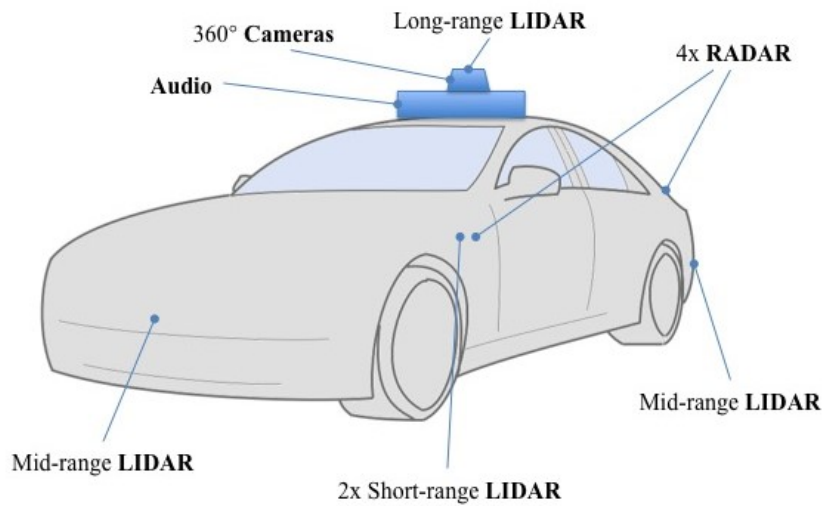 Long-range LIDAR
360° Cameras
4x RADAR
Audio
Mid-range LIDAR
Mid-range LIDAR
2x Short-range LIDAR